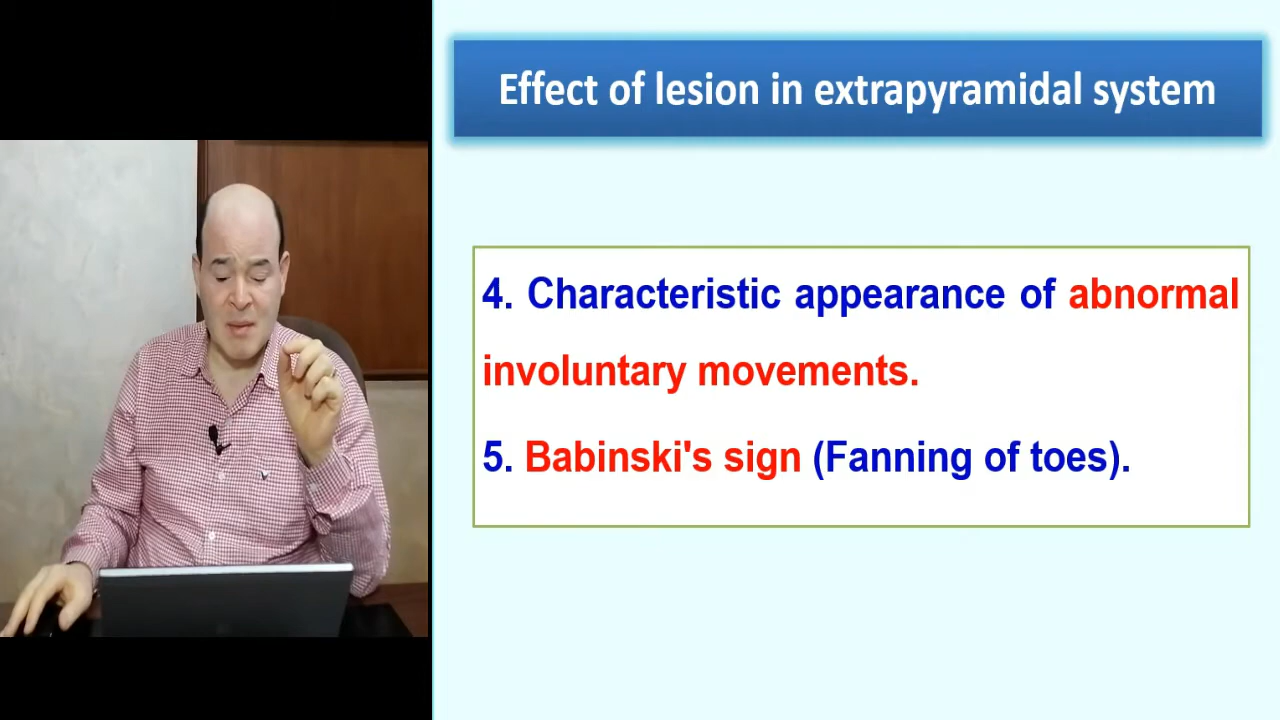 Effect of lesion in extrapyramidal system
4. Characteristic appearance of abnormal
involuntary movements.
5. Babinski's sign (Fanning of toes).